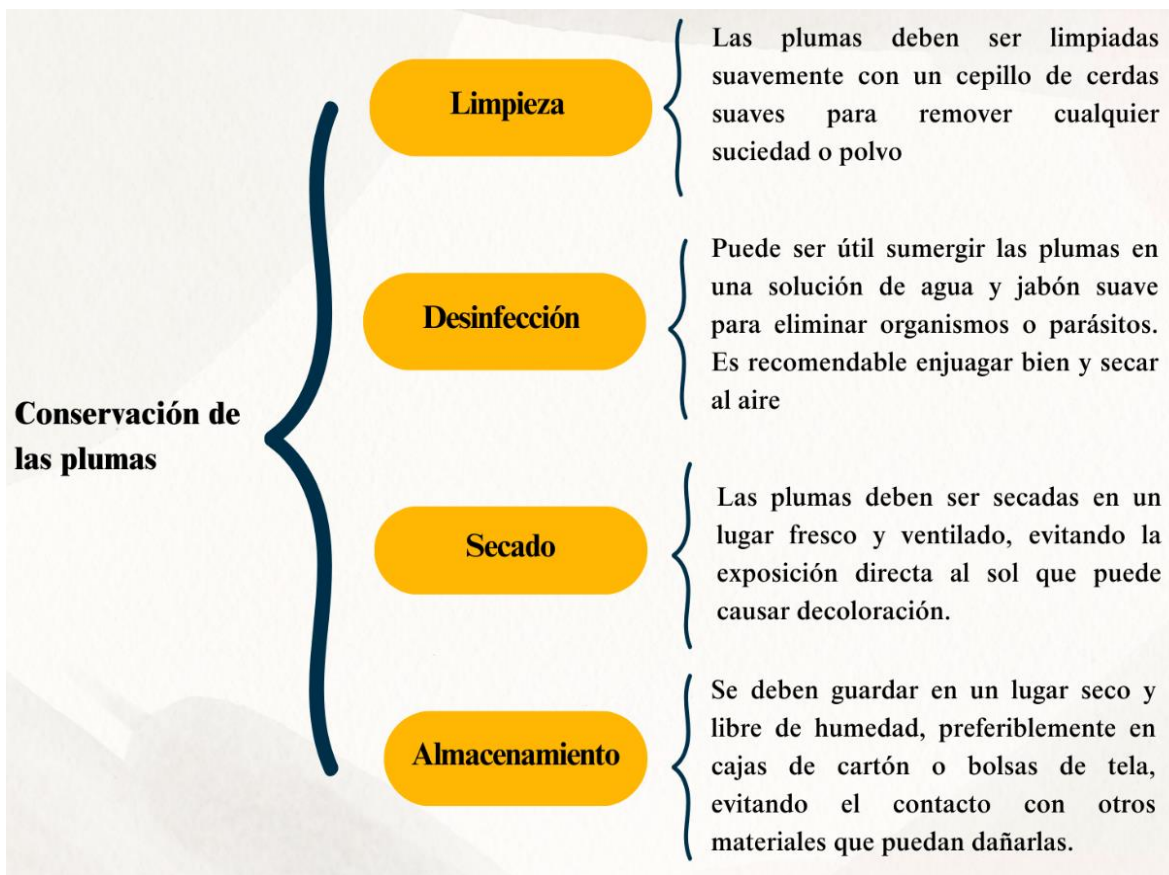 Conservación de
las plumas
Limpieza
Las plumas deben ser limpiadas
suavemente con un cepillo de cerdas
suaves para remover cualquier
suciedad o polvo
Desinfección
Puede ser útil sumergir las plumas en
una solución de agua y jabón suave
para eliminar organismos o parásitos.
Es recomendable enjuagar bien y secar
al aire
Secado
Las plumas deben ser secadas en un
lugar fresco y ventilado, evitando la
exposición directa al sol que puede
causar decoloración.
Almacenamiento
Se deben guardar en un lugar seco y
libre de humedad, preferiblemente en
cajas de cartón o bolsas de tela,
evitando el contacto con otros
materiales que puedan dañarlas.